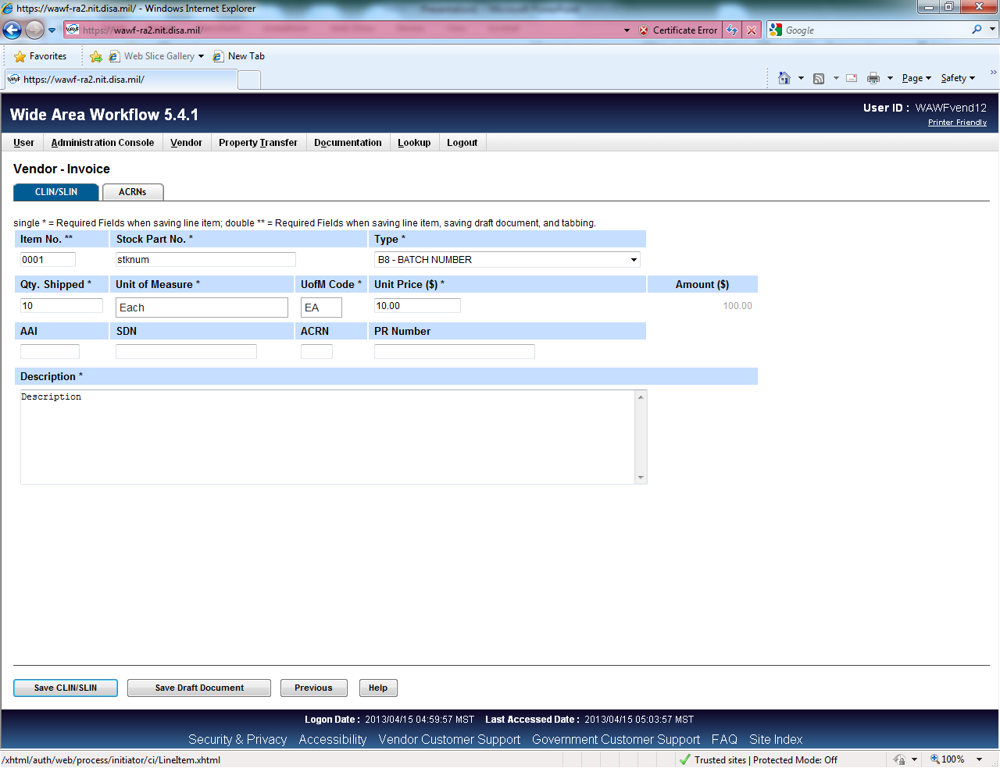 https://wawf-ra2.nit.disa.mil/ - Windows Internet Explorer
https://wawf-ra2.nit.disa.mil/ Certificate Error Google
Favorites Web Slice Gallery New Tab
https://wawf-ra2.nit.disa.mil/ Page Safety »
Wide Area Workflow 5.4.1 User ID : WAWFvend12
Printer Friendly
User Administration Console Vendor Property Transfer Documentation Lookup Logout
Vendor - Invoice
CLIN/SLIN ACRNs
single * = Required Fields when saving line item; double ** = Required Fields when saving line item, saving draft document, and tabbing.
Item No. ** Stock Part No. * Type *
0001 stknum B8 - BATCH NUMBER
Qty. Shipped * Unit of Measure * UofM Code * Unit Price ($) * Amount ($)
10 Each EA 10.00 100.00
AAI SDN ACRN PR Number
Description *
Description
Save CLIN/SLIN Save Draft Document Previous Help
Logon Date : 2013/04/15 04:59:57 MST Last Accessed Date : 2013/04/15 05:03:57 MST
Security & Privacy Accessibility Vendor Customer Support Government Customer Support FAQ Site Index
/xhtml/auth/web/process/initiator/ci/LineItem.xhtml Trusted sites | Protected Mode: Off 100%